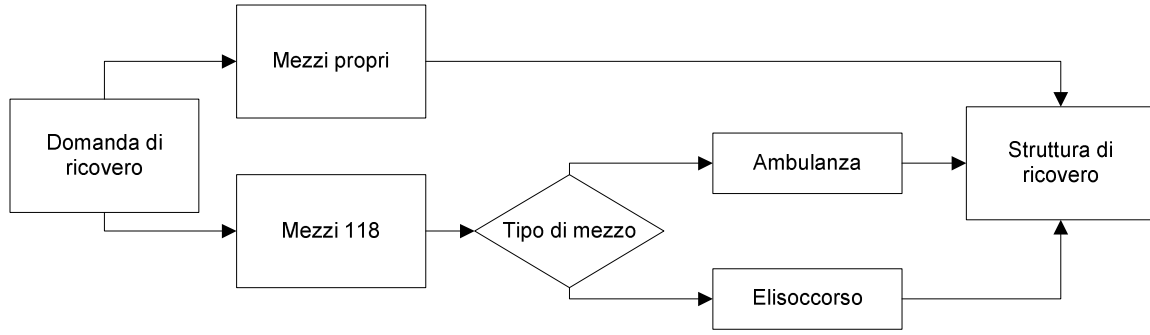 Mezzi propri
Domanda di
ricovero
Mezzi 118
Tipo di mezzo
Ambulanza
Elisoccorso
Struttura di
ricovero